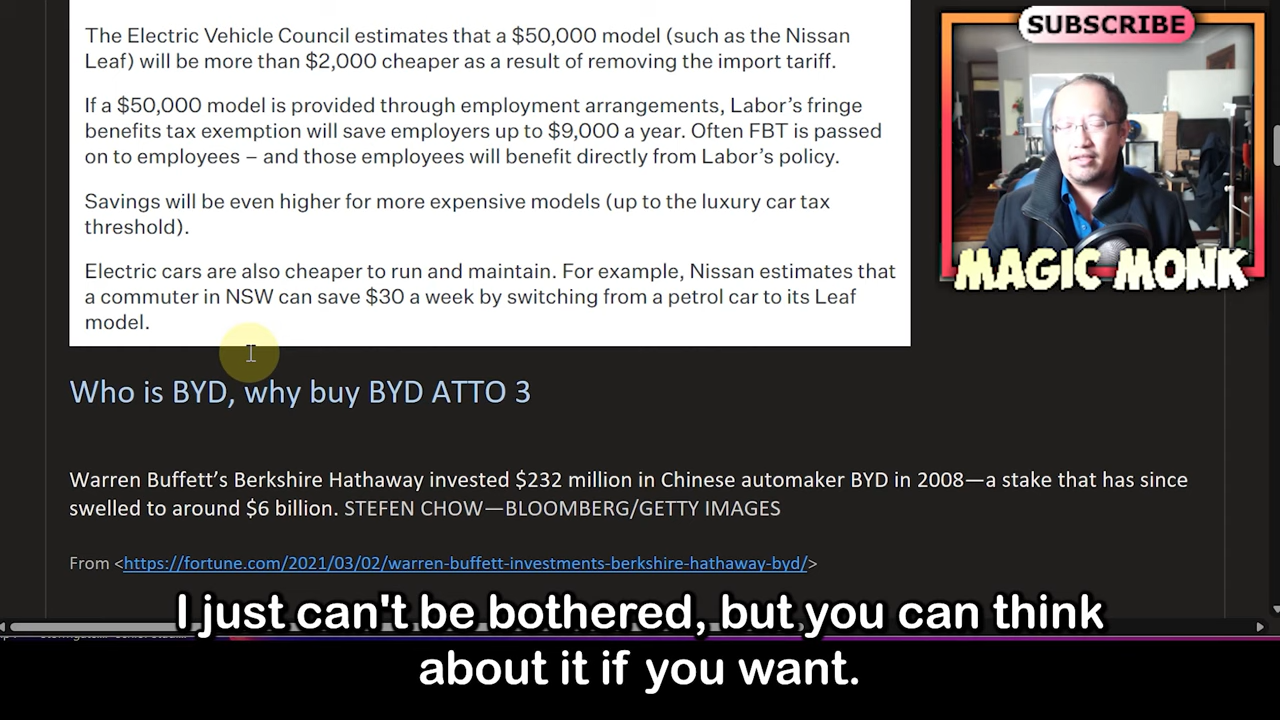 SUBSCRIBE
The Electric Vehicle Council estimates that a $50,000 model (such as the Nissan
Leaf) will be more than $2,000 cheaper as a result of removing the import tariff.
If a $50,000 model is provided through employment arrangements, Labor’s fringe
benefits tax exemption will save employers up to $9,000 a year. Often FBT is passed
on to employees – and those employees will benefit directly from Labor’s policy.
Savings will be even higher for more expensive models (up to the luxury car tax
threshold).
Electric cars are also cheaper to run and maintain. For example, Nissan estimates that
a commuter in NSW can save $30 a week by switching from a petrol car to its Leaf
model.
MAGIC MONK
Who is BYD, why buy BYD ATTO 3
Warren Buffett’s Berkshire Hathaway invested $232 million in Chinese automaker BYD in 2008—a stake that has since
swelled to around $6 billion. STEFEN CHOW—BLOOMBERG/GETTY IMAGES
From <https://fortune.com/2021/03/02/warren-buffett-investments-berkshire-hathaway-byd/>
I just can't be bothered, but you can think
about it if you want.